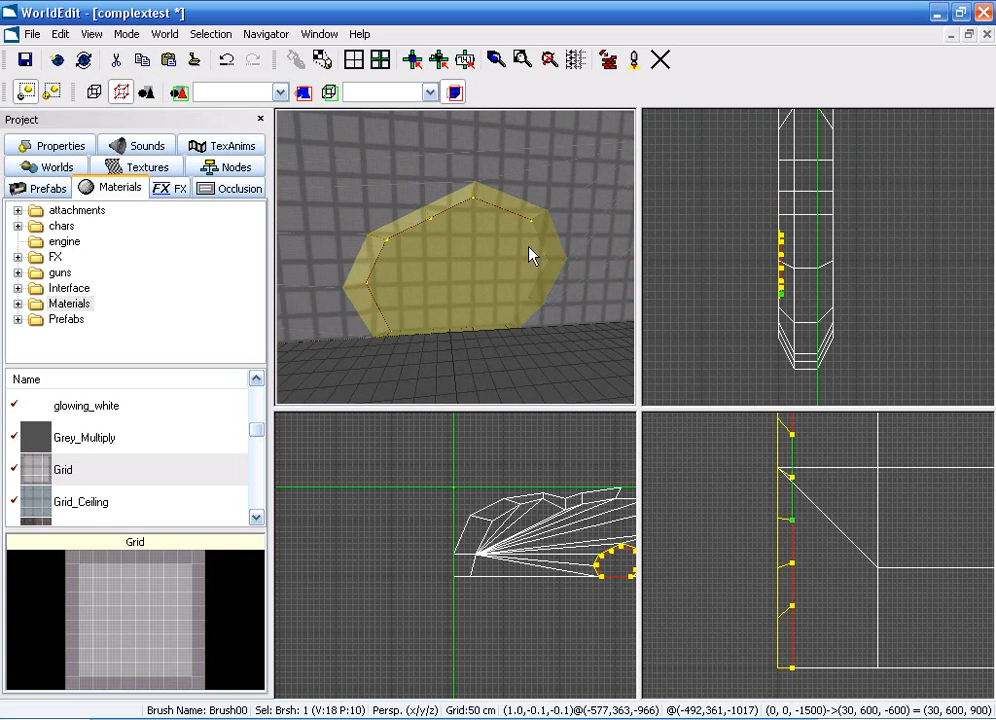 WorldEdit - [complextest *]
File Edit View Mode World Selection Navigator Window Help
Project
Properties Sounds TexAnims
Worlds Textures Nodes
Prefabs Materials FX FX Occlusion
attachments
chars
engine
FX
guns
Interface
Materials
Prefabs
Name
glowing_white
Grey_Multiply
Grid
Grid_Ceiling
Grid
Brush Name: Brush00 Sel: Brsh: 1 (V:18 P:10) Persp. (x/y/z) Grid:50 cm (1.0,-0.1,-0.1)@(-577,363,-966) @(-492,361,-1017) (0, 0, -1500)->(30, 600, -600) = (30, 600, 900)